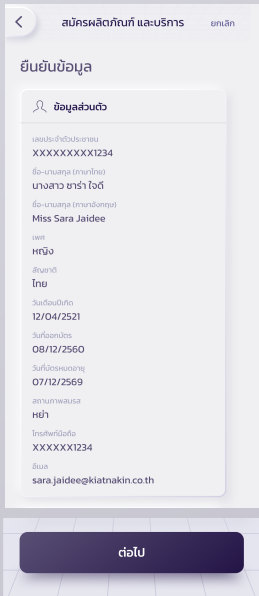 สมัครผลิตภัณฑ์ และบริการ ยกเลิก
ยืนยันข้อมูล
ข้อมูลส่วนตัว
เลขประจำตัวประชาชน
XXXXXXXXX1234
ชื่อ-นามสกุล (ภาษาไทย)
นางสาว ซาร่า ใจดี
ชื่อ-นามสกุล (ภาษาอังกฤษ)
Miss Sara Jaidee
เพศ
หญิง
สัญชาติ
ไทย
วันเดือนปีเกิด
12/04/2521
วันที่ออกบัตร
08/12/2560
วันที่บัตรหมดอายุ
07/12/2569
สถานภาพสมรส
หย่า
โทรศัพท์มือถือ
XXXXXX1234
อีเมล
sara.jaidee@kiatnakin.co.th
ต่อไป